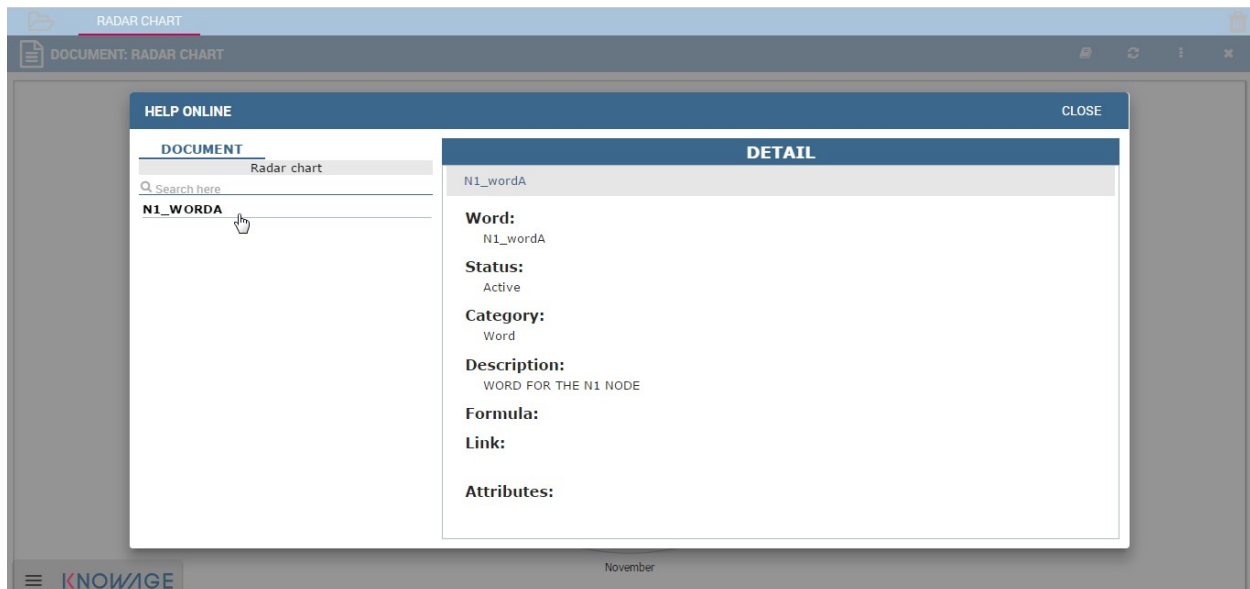 RADAR CHART
DOCUMENT: RADAR CHART
HELP ONLINE
CLOSE
DOCUMENT
Radar chart
Search here
N1_WORDA
DETAIL
N1_wordA
Word:
N1_wordA
Status:
Active
Category:
Word
Description:
WORD FOR THE N1 NODE
Formula:
Link:
Attributes:
November
KNOWAGE